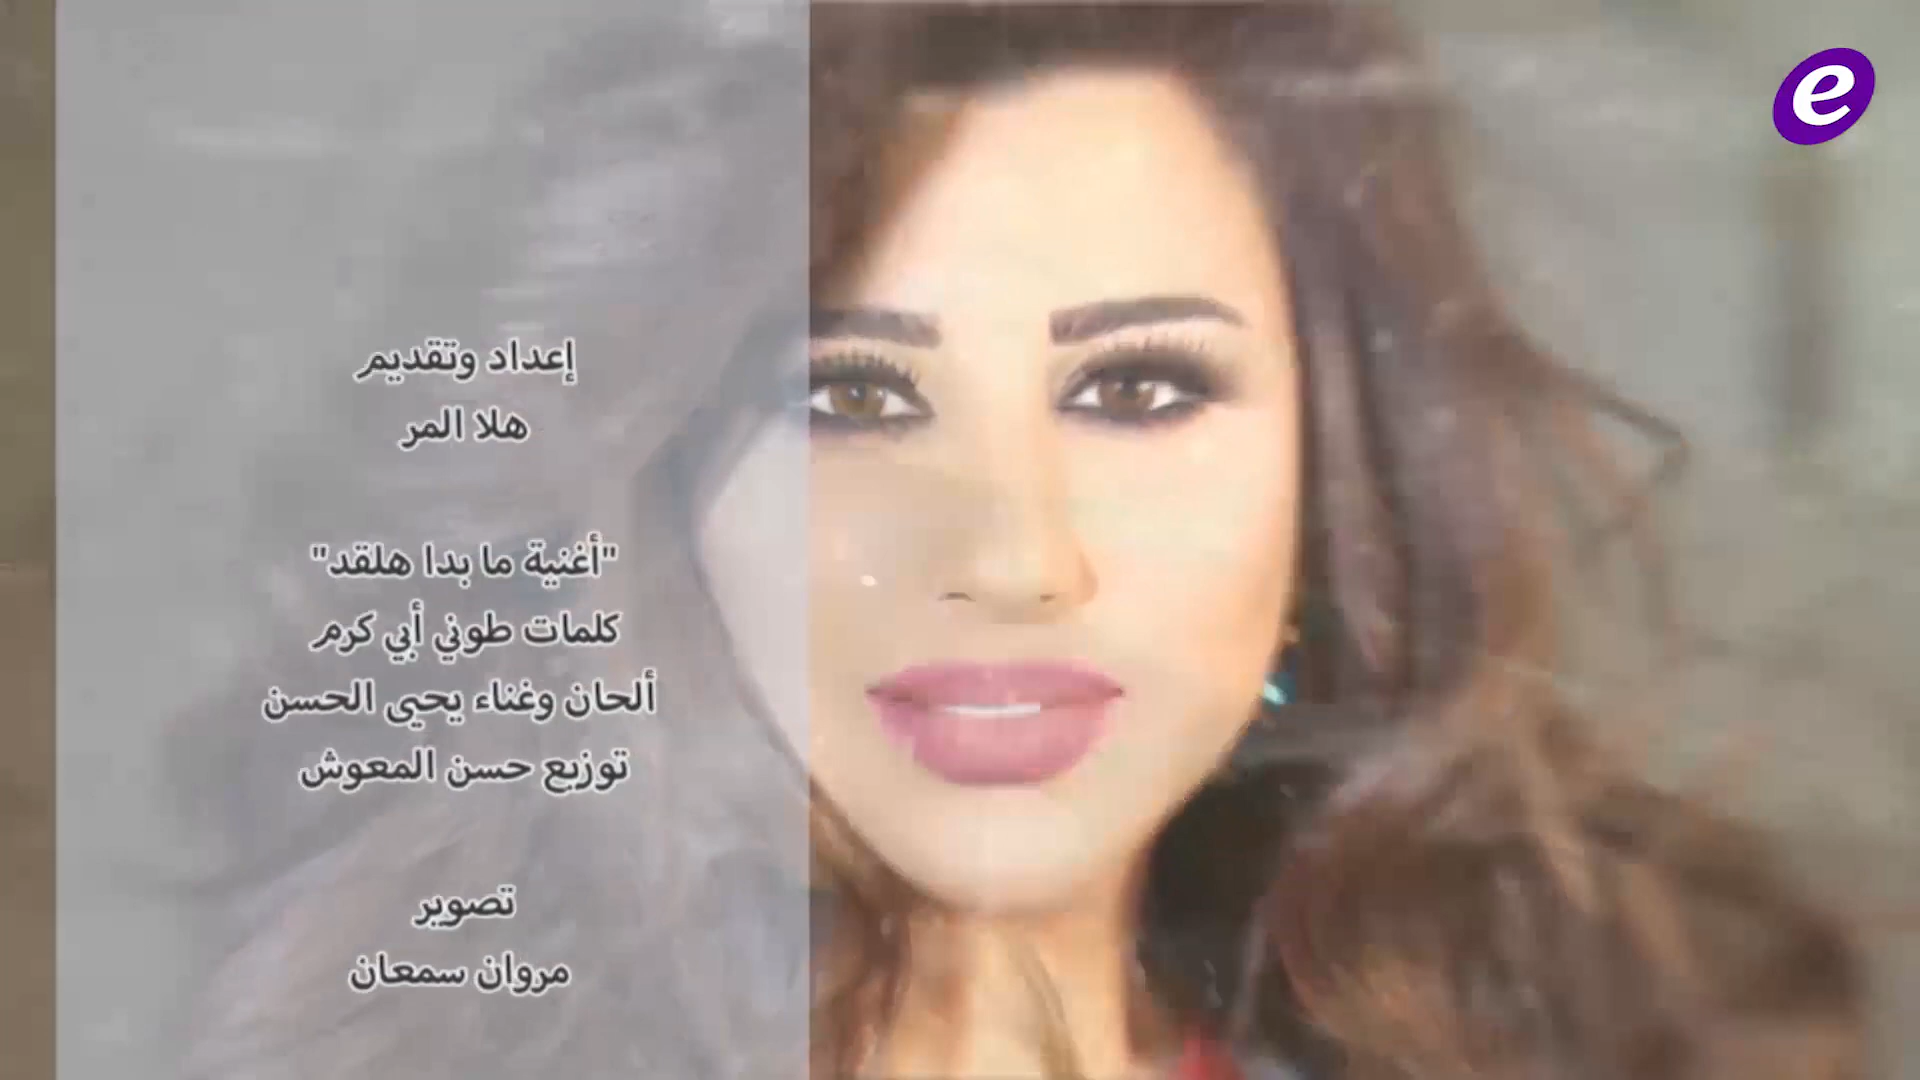 e
إعداد وتقديم
هلا المر
"أغنية ما بدا هلقد"
كلمات طوني أبي كرم
ألحان وغناء يحيى الحسن
توزيع حسن المعوش
تصوير
مروان سمعان